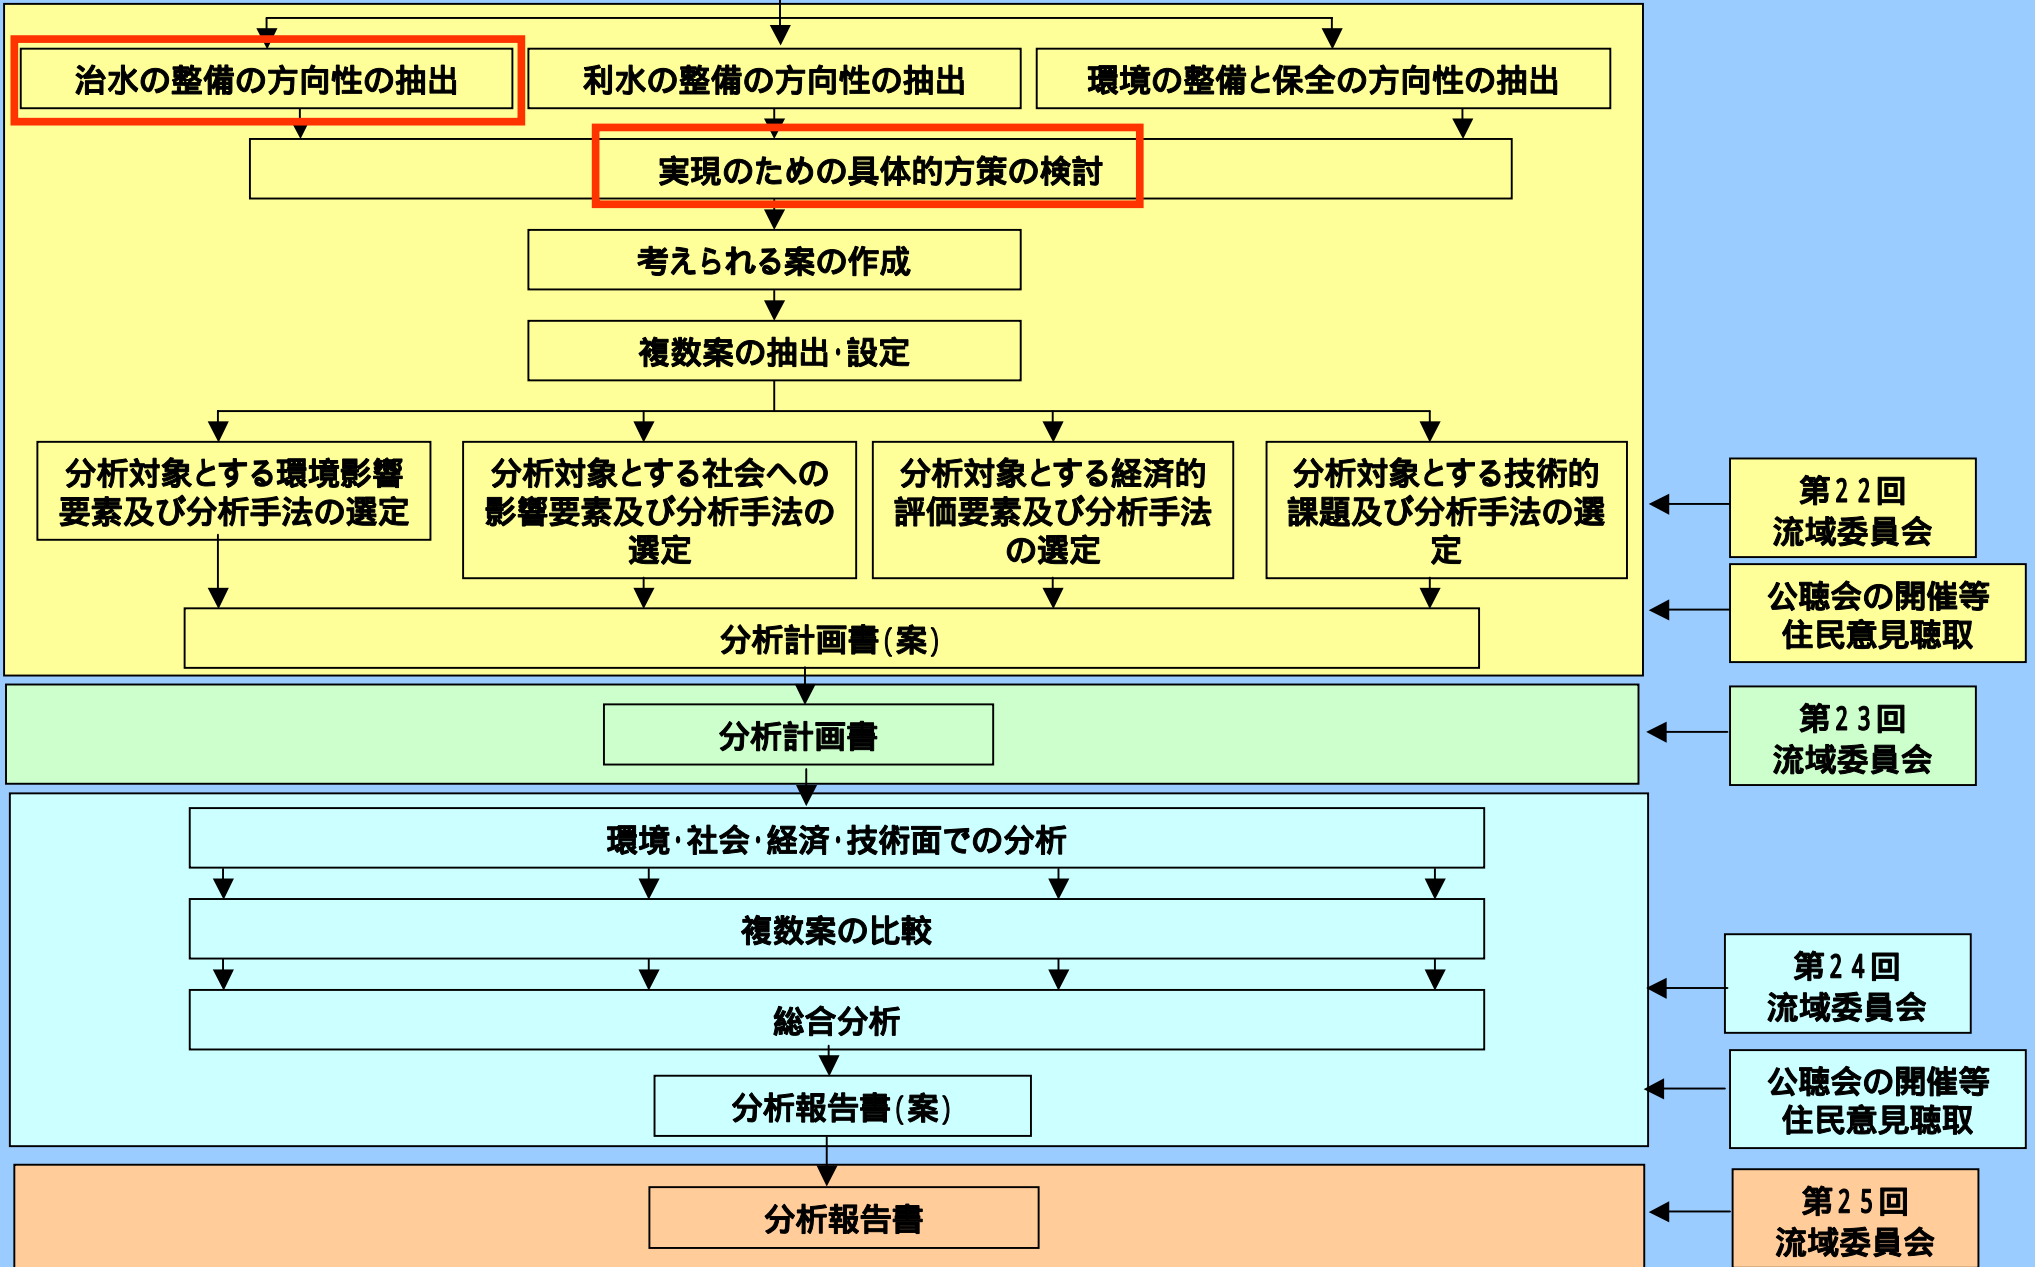 治水の整備の方向性の抽出
利水の整備の方向性の抽出
環境の整備と保全の方向性の抽出
実現のための具体的方策の検討
考えられる案の作成
複数案の抽出・設定
分析対象とする環境影響
要素及び分析手法の選定
分析対象とする社会への
影響要素及び分析手法の
選定
分析対象とする経済的
評価要素及び分析手法
の選定
分析対象とする技術的
課題及び分析手法の選
定
第22回
流域委員会
公聴会の開催等
住民意見聴取
分析計画書(案)
分析計画書
第23回
流域委員会
環境・社会・経済・技術面での分析
複数案の比較
総合分析
第24回
流域委員会
分析報告書(案)
公聴会の開催等
住民意見聴取
分析報告書
第25回
流域委員会